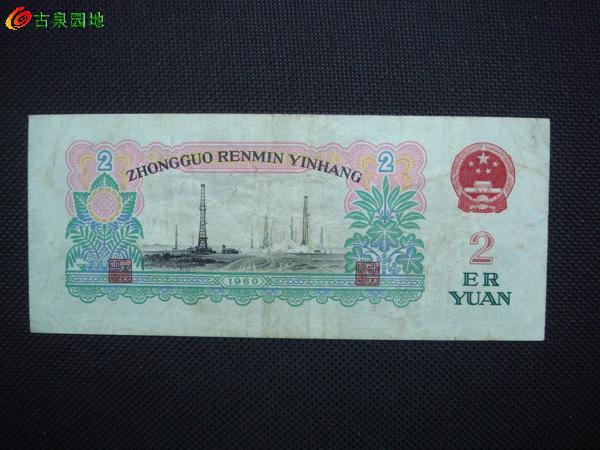 古泉园地
2
2
ZHONGGUO RENMIN YINHANG
2
ER
YUAN
1960